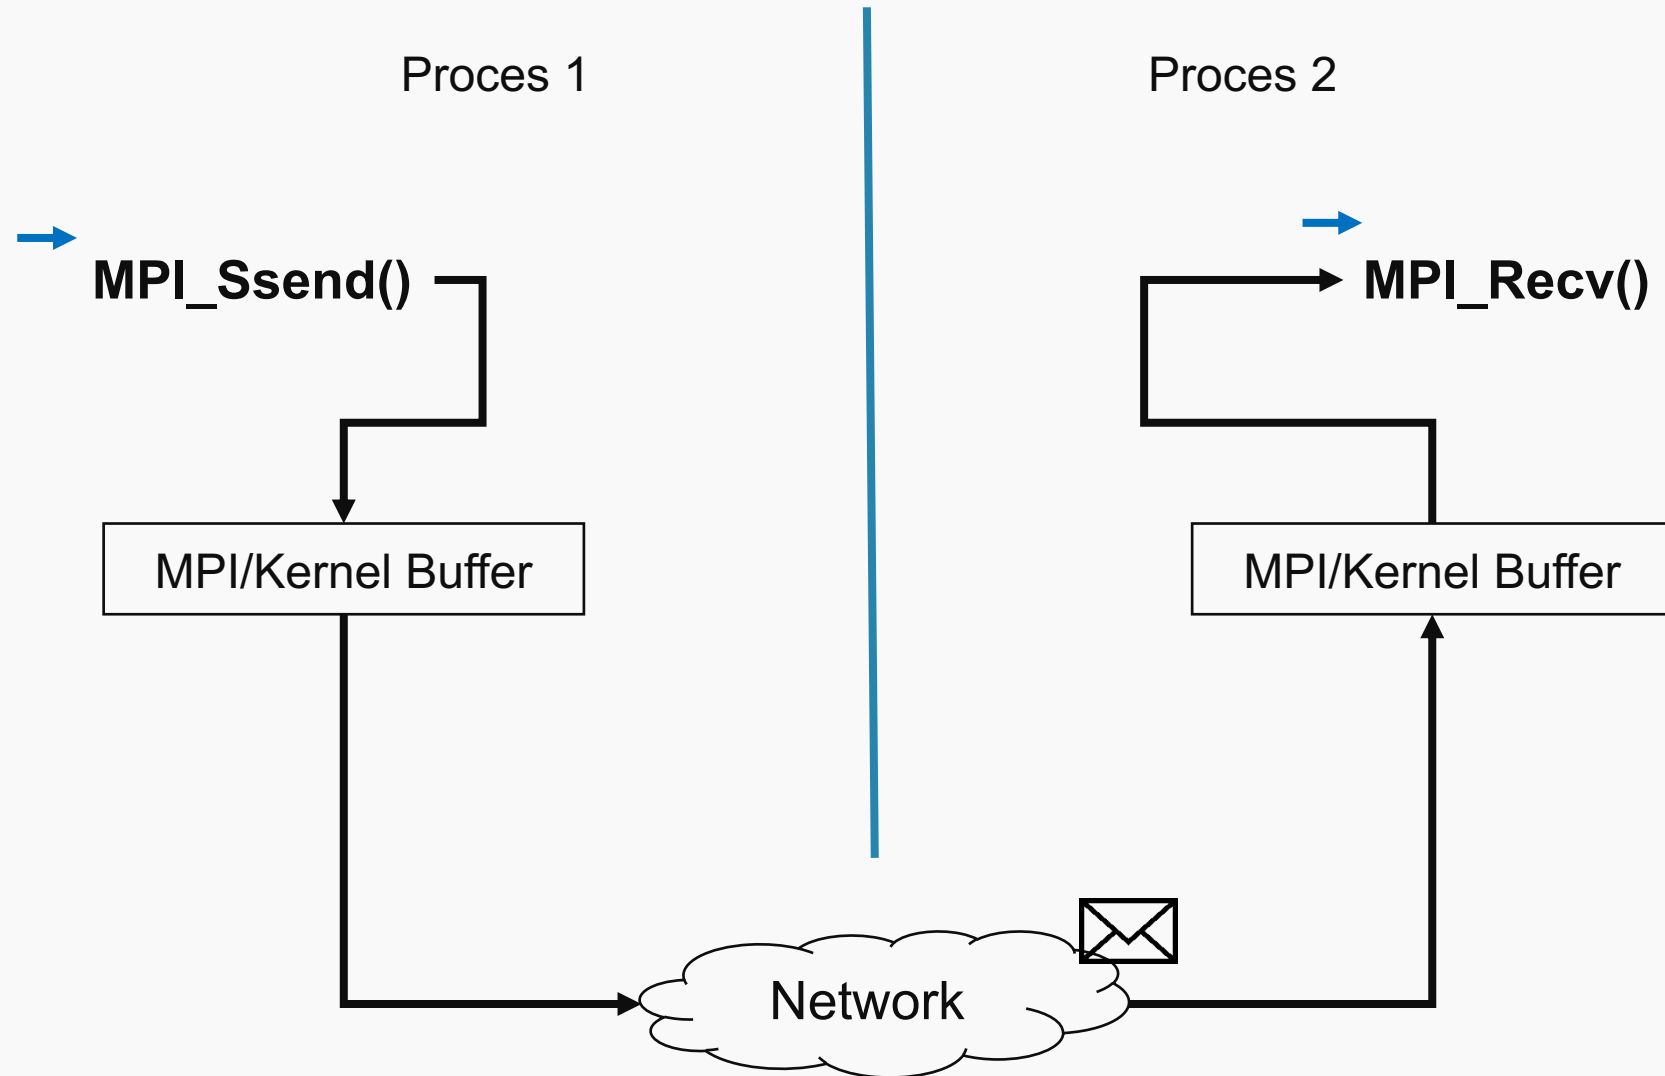 Proces 1
Proces 2
MPI_Ssend()
MPI_Recv()
MPI/Kernel Buffer
MPI/Kernel Buffer
Network